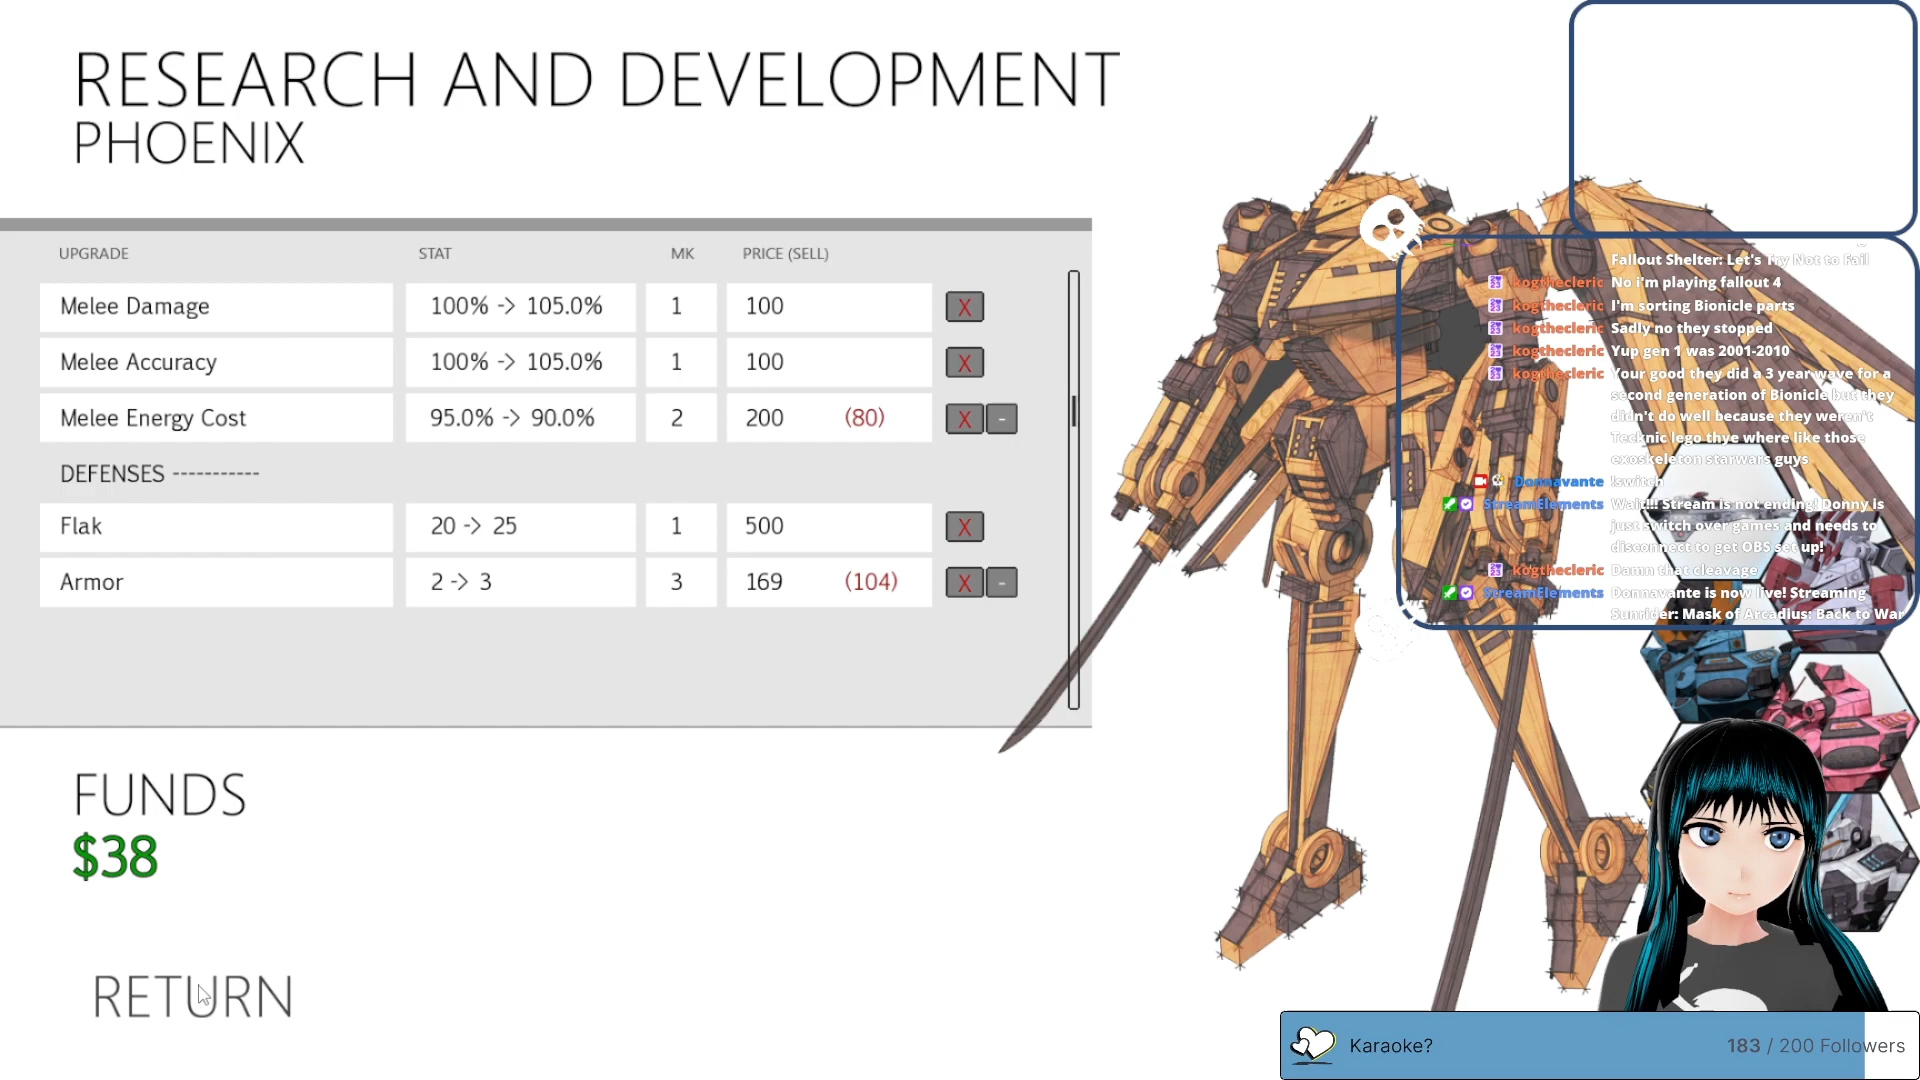 RESEARCH AND DEVELOPMENT
PHOENIX
UPGRADE STAT MK PRICE (SELL)
Melee Damage 100% -> 105.0% 1 100 X
Melee Accuracy 100% -> 105.0% 1 100 X
Melee Energy Cost 95.0% -> 90.0% 2 200 (80) X -
DEFENSES -----------
Flak 20 -> 25 1 500 X
Armor 2 -> 3 3 169 (104) X -
FUNDS
$38
RETURN
Fallout Shelter: Let's Try Not to Fail
kogthecleric No i'm playing fallout 4
kogthecleric I'm sorting Bionicle parts
kogthecleric Sadly no they stopped
kogthecleric Yup gen 1 was 2001-2010
kogthecleric Your good they did a 3 year wave for a
second generation of Bionicle but they
didn't do well because they weren't
Tecknic lego thye where like those
exoskeleton starwars guys
Donnavante !switch
StreamElements Wait!!! Stream is not ending! Donny is
just switch over games and needs to
disconnect to get OBS set up!
kogthecleric Damn that cleavage
StreamElements Donnavante is now live! Streaming
Sunrider: Mask of Arcadius: Back to War
Karaoke? 183 / 200 Followers